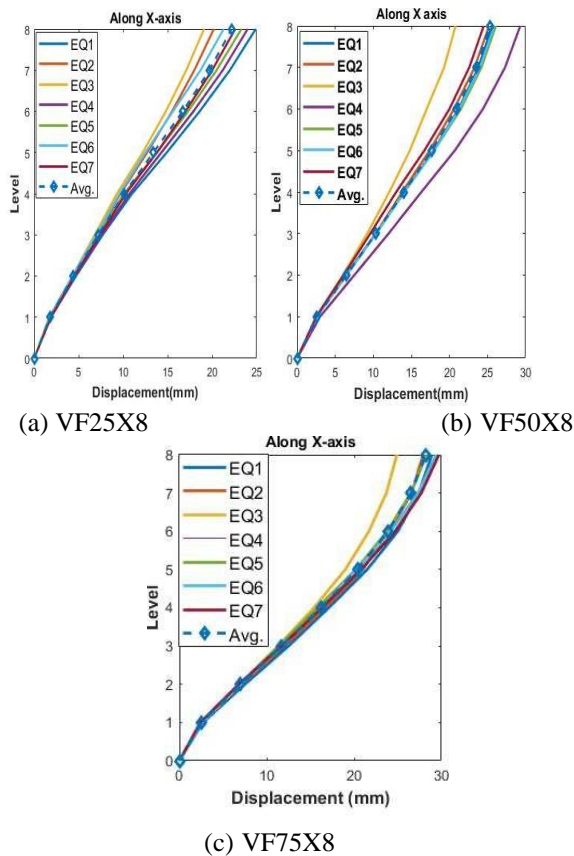 Along X-axis
8
7
6
5
4
3
2
1
0
Level
EQ1
EQ2
EQ3
EQ4
EQ5
EQ6
EQ7
Avg.
0 5 10 15 20 25
Displacement(mm)
(a) VF25X8
Along X axis
8
7
6
5
4
3
2
1
0
Level
EQ1
EQ2
EQ3
EQ4
EQ5
EQ6
EQ7
Avg.
0 5 10 15 20 25 30
Displacement(mm)
(b) VF50X8
Along X-axis
8
7
6
5
4
3
2
1
0
Level
EQ1
EQ2
EQ3
EQ4
EQ5
EQ6
EQ7
Avg.
0 10 20 30
Displacement (mm)
(c) VF75X8